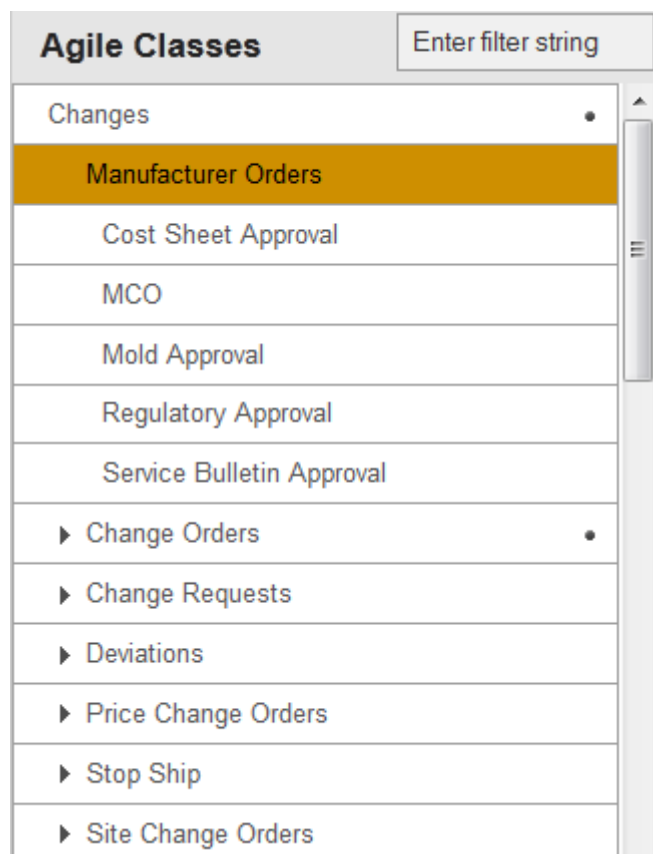 Agile Classes
Enter filter string
Changes
Manufacturer Orders
Cost Sheet Approval
MCO
Mold Approval
Regulatory Approval
Service Bulletin Approval
Change Orders
Change Requests
Deviations
Price Change Orders
Stop Ship
Site Change Orders